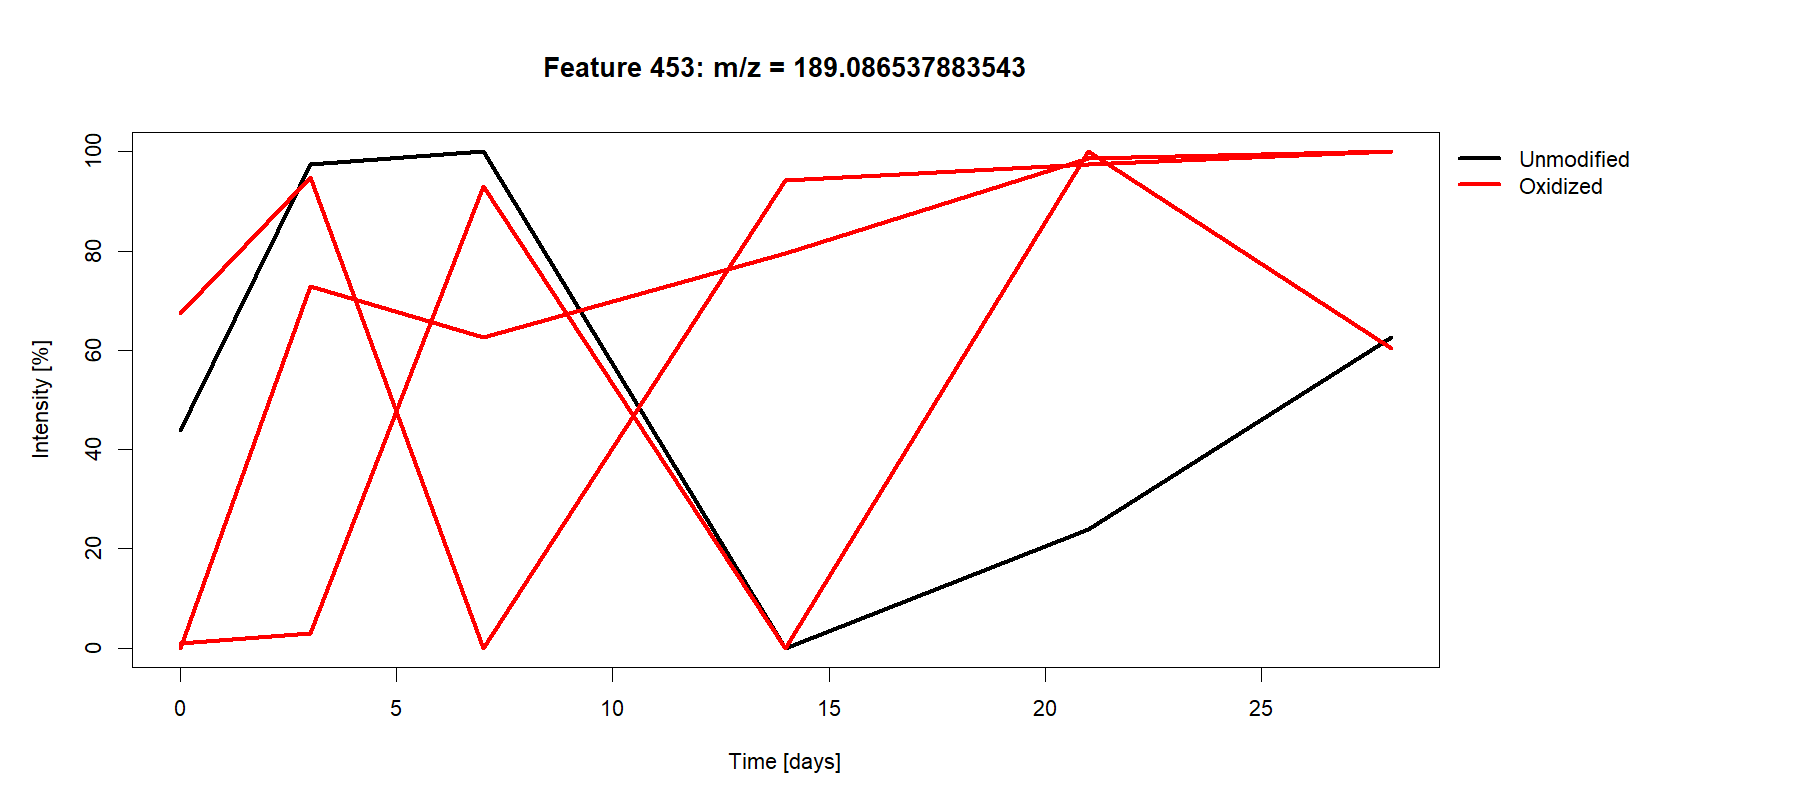 Feature 453: m/z = 189.086537883543
Unmodified
Oxidized
Intensity [%]
100
80
60
40
20
0
0 5 10 15 20 25
Time [days]